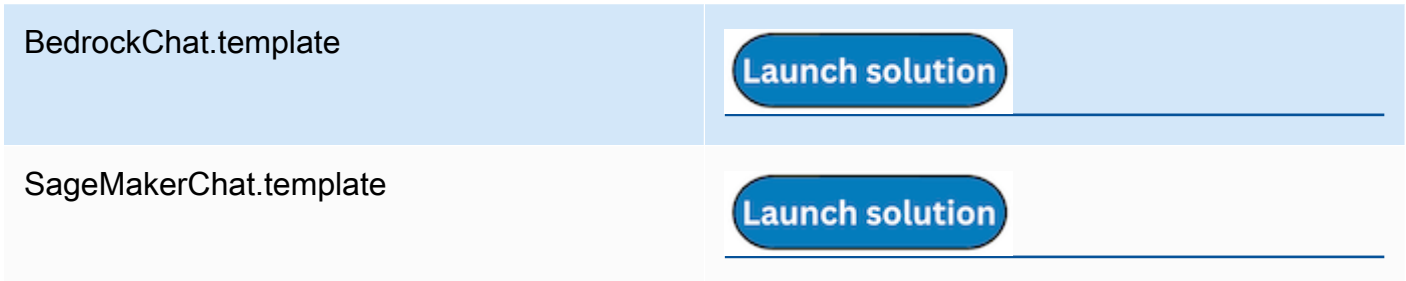 BedrockChat.template
Launch solution
SageMakerChat.template
Launch solution